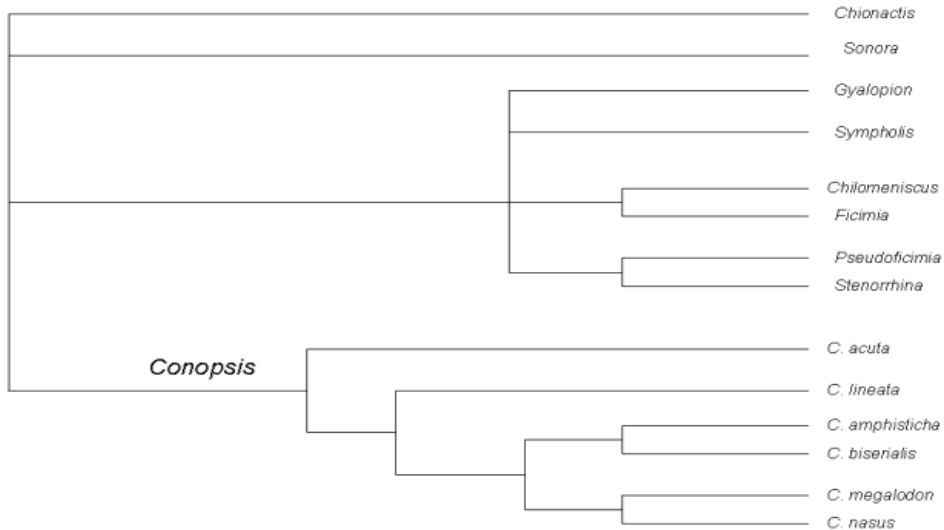 Chionactis
Sonora
Gyalopion
Sympholis
Chilomeniscus
Ficimia
Pseudoficimia
Stenorrhina
C. acuta
Conopsis
C. lineata
C. amphisticha
C. biserialis
C. megalodon
C. nasus